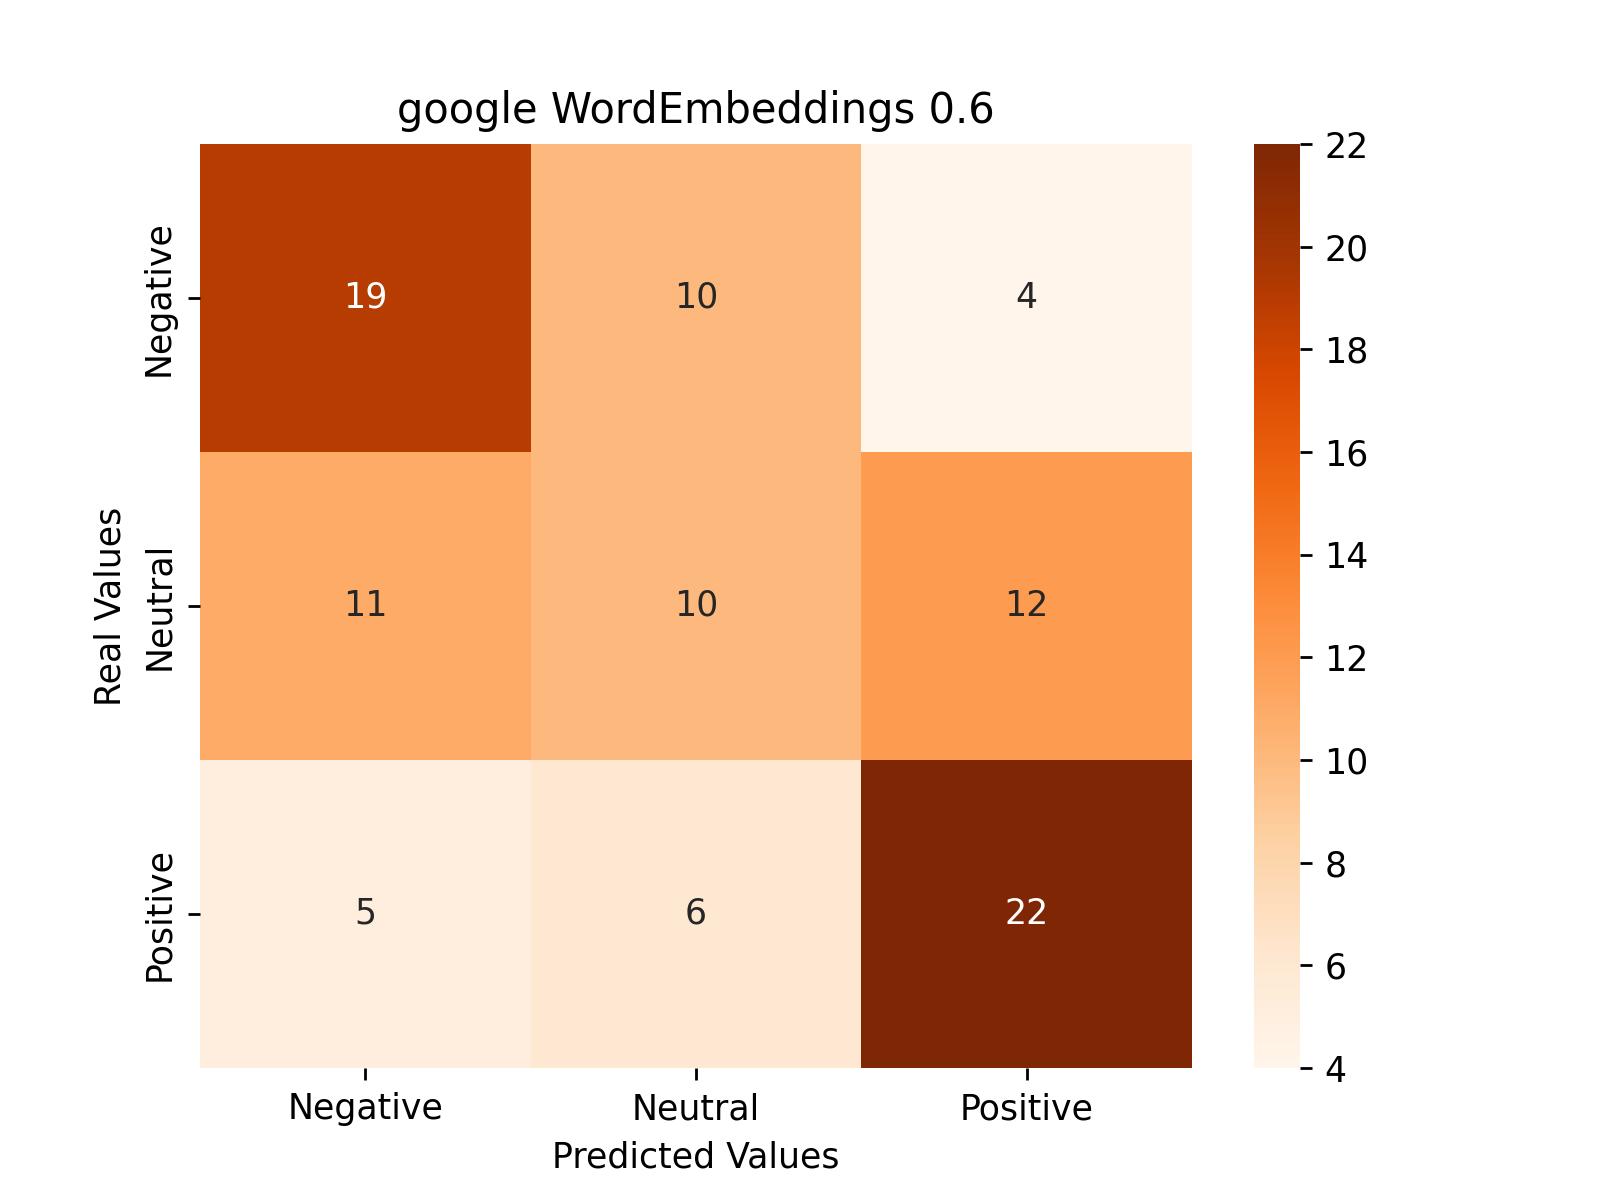 google WordEmbeddings 0.6
Real Values
Negative
19 10 4
Neutral
11 10 12
Positive
5 6 22
Negative Neutral Positive
Predicted Values
22
20
18
16
14
12
10
8
6
4